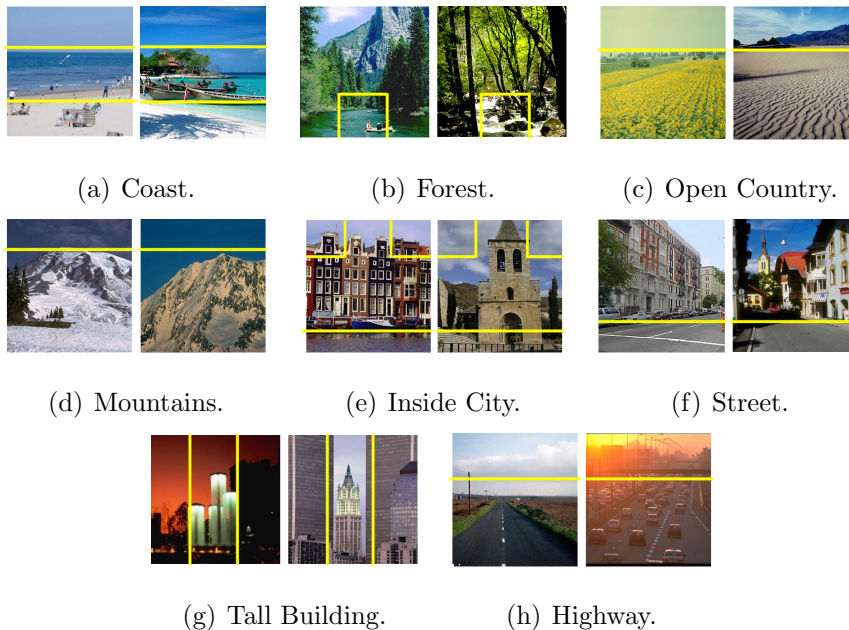 (a) Coast.
(b) Forest.
(c) Open Country.
(d) Mountains.
(e) Inside City.
(f) Street.
(g) Tall Building.
(h) Highway.